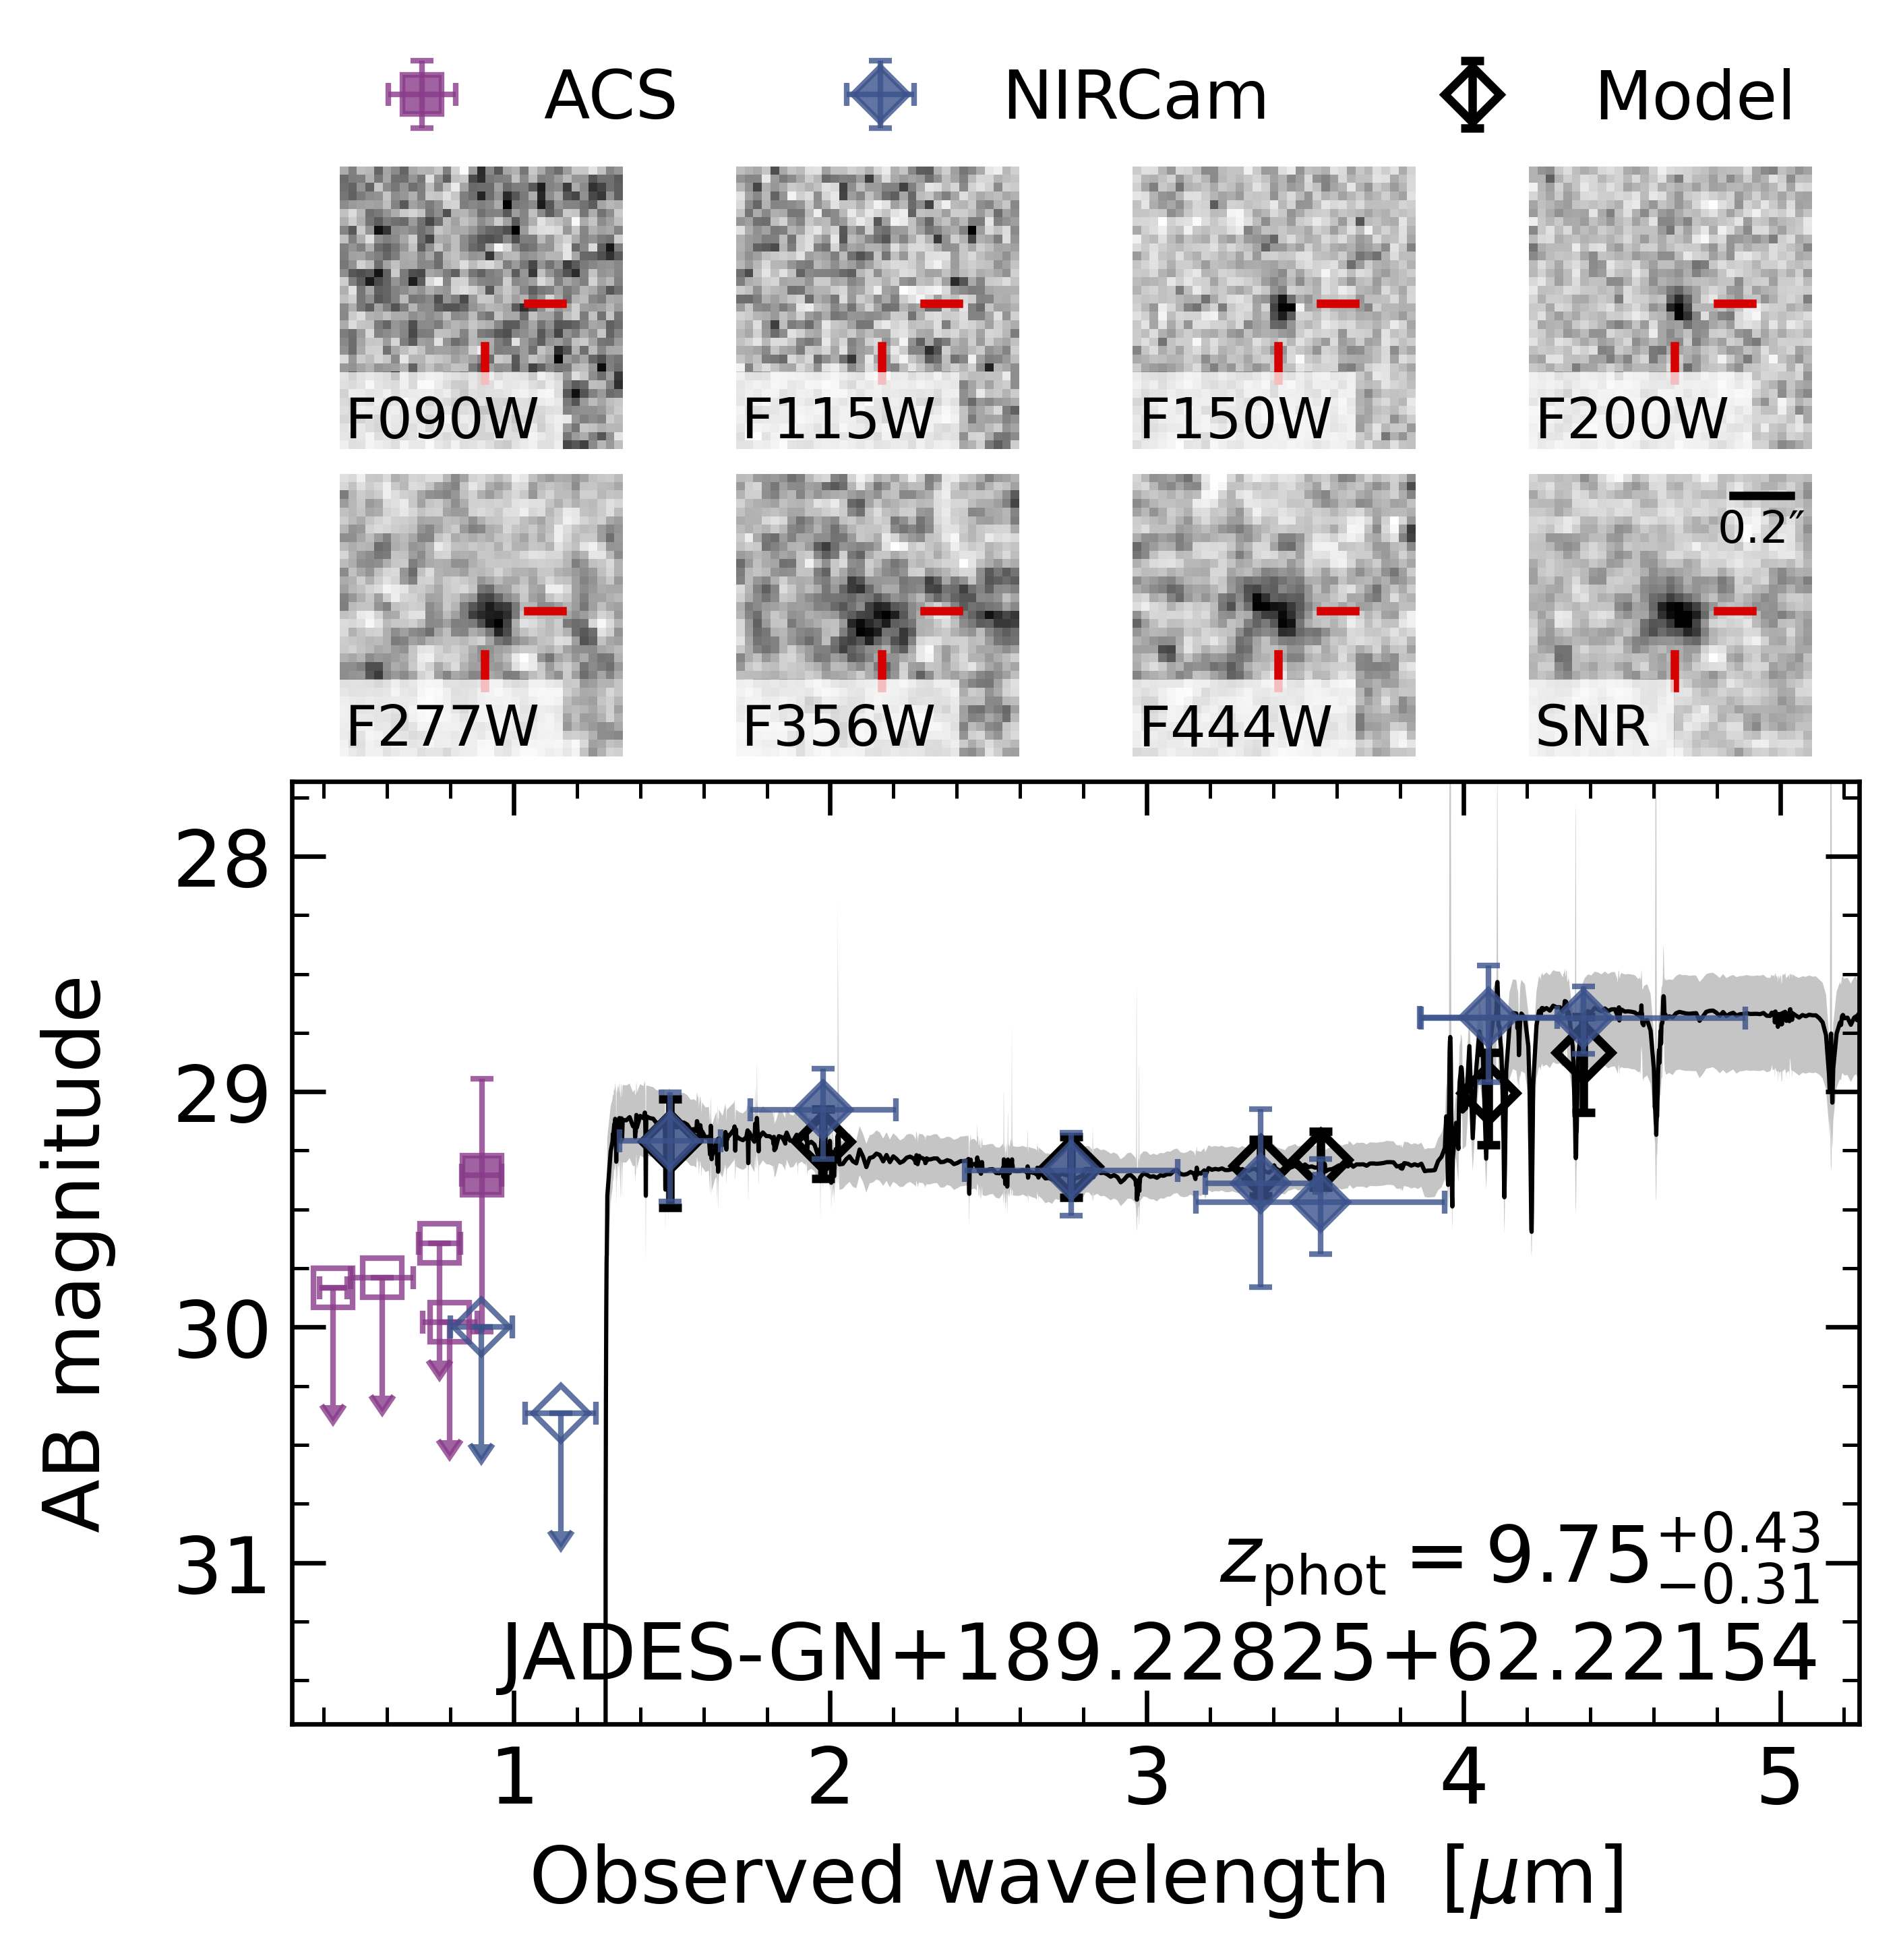 ACS NIRCam Model
F090W F115W F150W F200W
0.2″
F277W F356W F444W SNR
28
29
30
31
AB magnitude
z_phot = 9.75 +0.43 −0.31
JADES-GN+189.22825+62.22154
1 2 3 4 5
Observed wavelength [μm]